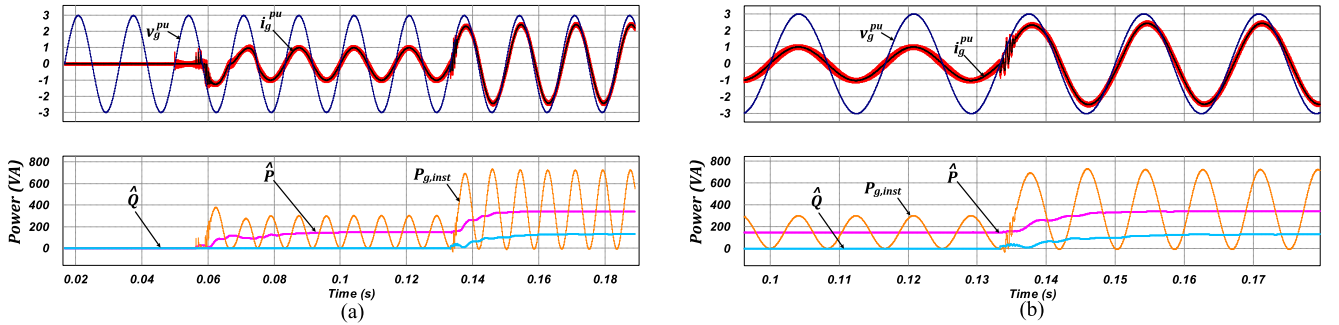 3
2
1
0
-1
-2
-3
v_g^pu
i_g^pu
800
600
400
200
0
Power (VA)
Q̂
P̂
P_g,inst
0.02 0.04 0.06 0.08 0.1 0.12 0.14 0.16 0.18
Time (s)
(a)
3
2
1
0
-1
-2
-3
v_g^pu
i_g^pu
800
600
400
200
0
Power (VA)
Q̂
P_g,inst
P̂
0.1 0.11 0.12 0.13 0.14 0.15 0.16 0.17
Time (s)
(b)